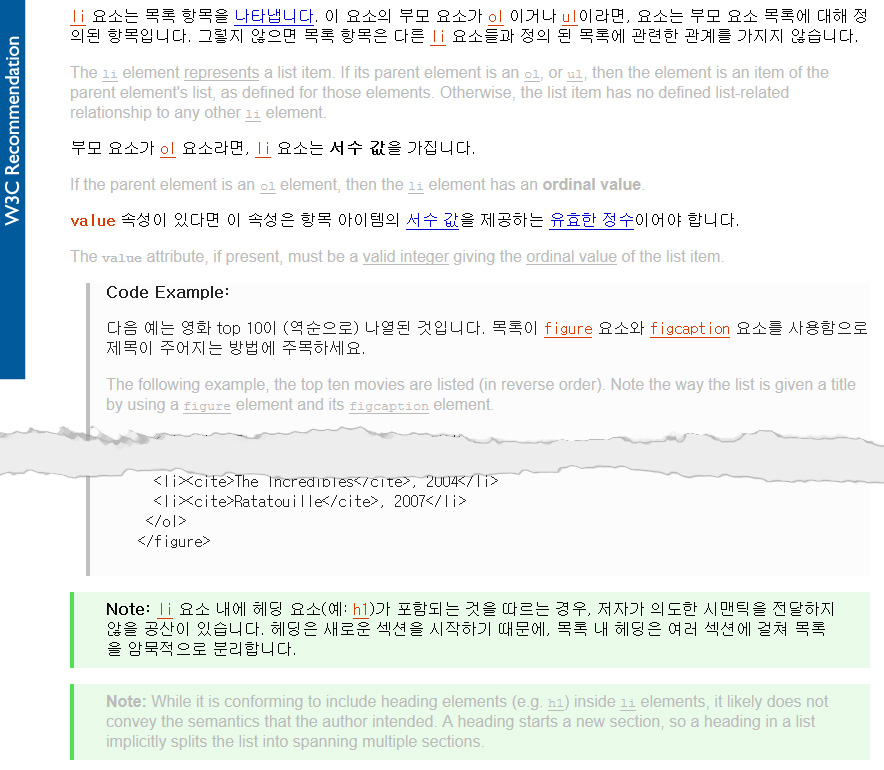 W3C Recommendation
li 요소는 목록 항목을 나타냅니다. 이 요소의 부모 요소가 ol 이거나 ul이라면, 요소는 부모 요소 목록에 대해 정
의된 항목입니다. 그렇지 않으면 목록 항목은 다른 li 요소들과 정의 된 목록에 관련한 관계를 가지지 않습니다.
The li element represents a list item. If its parent element is an ol, or ul, then the element is an item of the
parent element's list, as defined for those elements. Otherwise, the list item has no defined list-related
relationship to any other li element.
부모 요소가 ol 요소라면, li 요소는 서수 값을 가집니다.
If the parent element is an ol element, then the li element has an ordinal value.
value 속성이 있다면 이 속성은 항목 아이템의 서수 값을 제공하는 유효한 정수이어야 합니다.
The value attribute, if present, must be a valid integer giving the ordinal value of the list item.
Code Example:
다음 예는 영화 top 10이 (역순으로) 나열된 것입니다. 목록이 figure 요소와 figcaption 요소를 사용함으로
제목이 주어지는 방법에 주목하세요.
The following example, the top ten movies are listed (in reverse order). Note the way the list is given a title
by using a figure element and its figcaption element.
<li><cite>The Incredibles</cite>, 2004</li>
<li><cite>Ratatouille</cite>, 2007</li>
</ol>
</figure>
Note: li 요소 내에 헤딩 요소(예: h1)가 포함되는 것을 따르는 경우, 저자가 의도한 시맨틱을 전달하지
않을 공산이 있습니다. 헤딩은 새로운 섹션을 시작하기 때문에, 목록 내 헤딩은 여러 섹션에 걸쳐 목록
을 암묵적으로 분리합니다.
Note: While it is conforming to include heading elements (e.g. h1) inside li elements, it likely does not
convey the semantics that the author intended. A heading starts a new section, so a heading in a list
implicitly splits the list into spanning multiple sections.